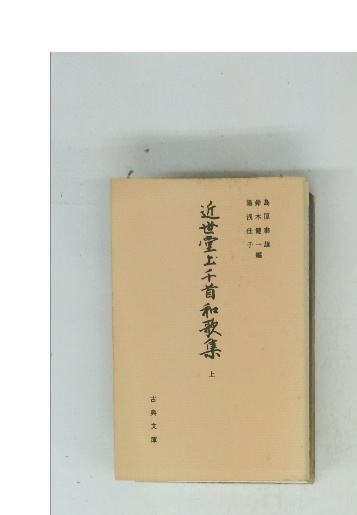 島原泰雄
鈴木健一編
湯浅佳子
近世堂上千首和歌集
上
古典文庫